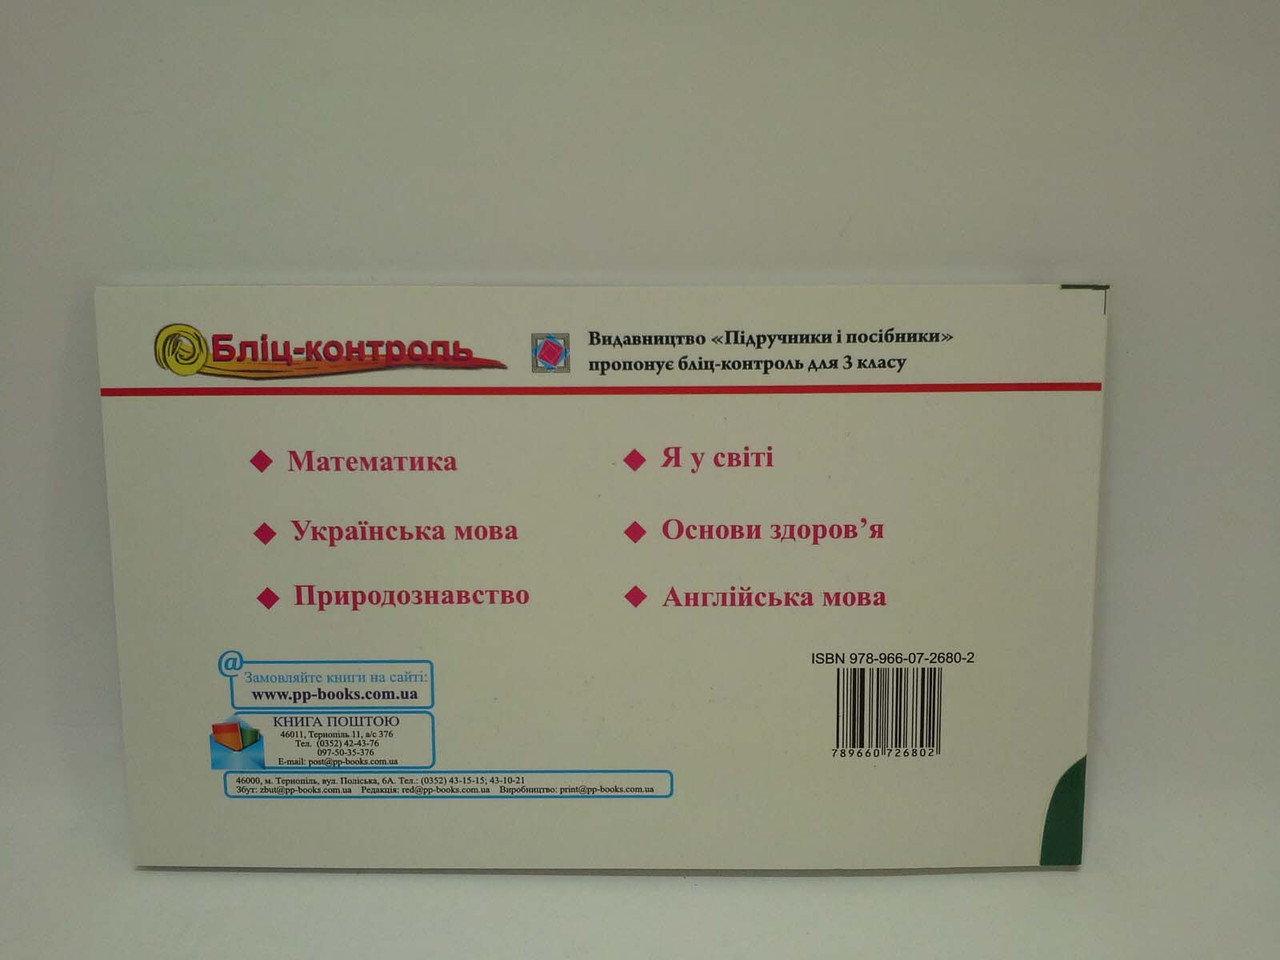 Бліц-контроль
Видавництво «Підручники і посібники»
пропонує бліц-контроль для 3 класу
Математика
Українська мова
Природознавство
Я у світі
Основи здоров’я
Англійська мова
@
Замовляйте книги на сайті:
www.pp-books.com.ua
КНИГА ПОШТОЮ
46011, Тернопіль 11, а/с 376
Тел. (0352) 42-43-76
097-50-35-376
E-mail: post@pp-books.com.ua
46000, м. Тернопіль, вул. Поліська, 6А. Тел.: (0352) 43-15-15; 43-10-21
Збут: zbut@pp-books.com.ua Редакція: red@pp-books.com.ua Виробництво: print@pp-books.com.ua
ISBN 978-966-07-2680-2
789660 726802